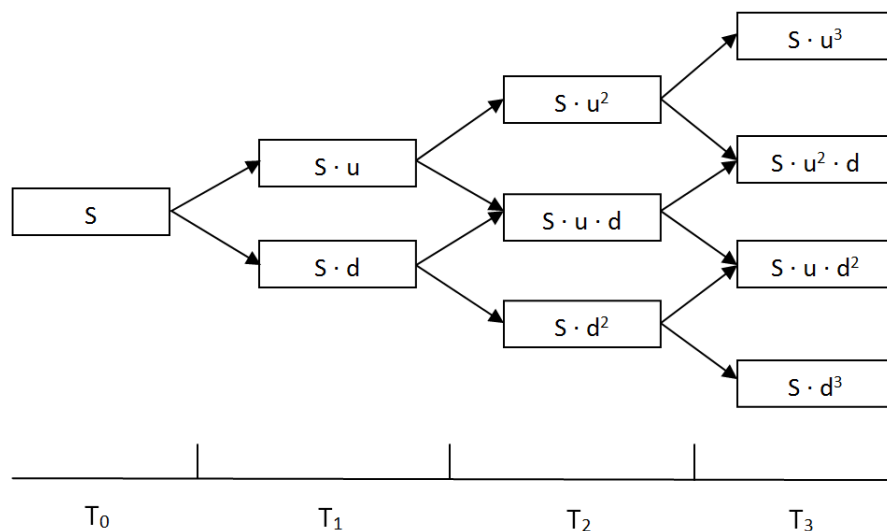 S · u³
S · u²
S · u
S · u² · d
S
S · u · d
S · d
S · u · d²
S · d²
S · d³
T₀
T₁
T₂
T₃